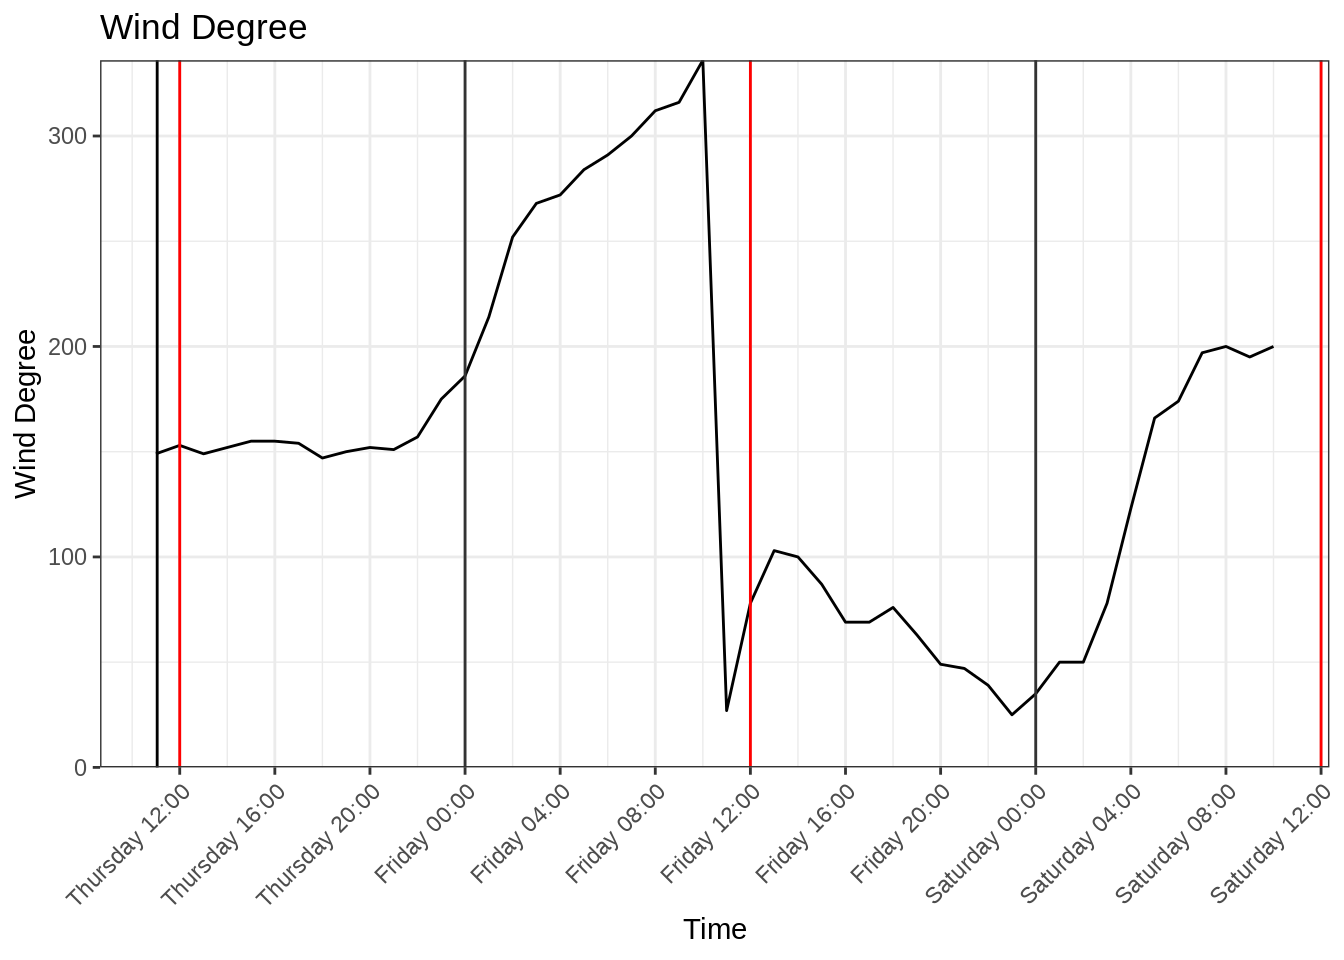 Wind Degree
Wind Degree
300
200
100
0
Thursday 12:00
Thursday 16:00
Thursday 20:00
Friday 00:00
Friday 04:00
Friday 08:00
Friday 12:00
Friday 16:00
Friday 20:00
Saturday 00:00
Saturday 04:00
Saturday 08:00
Saturday 12:00
Time